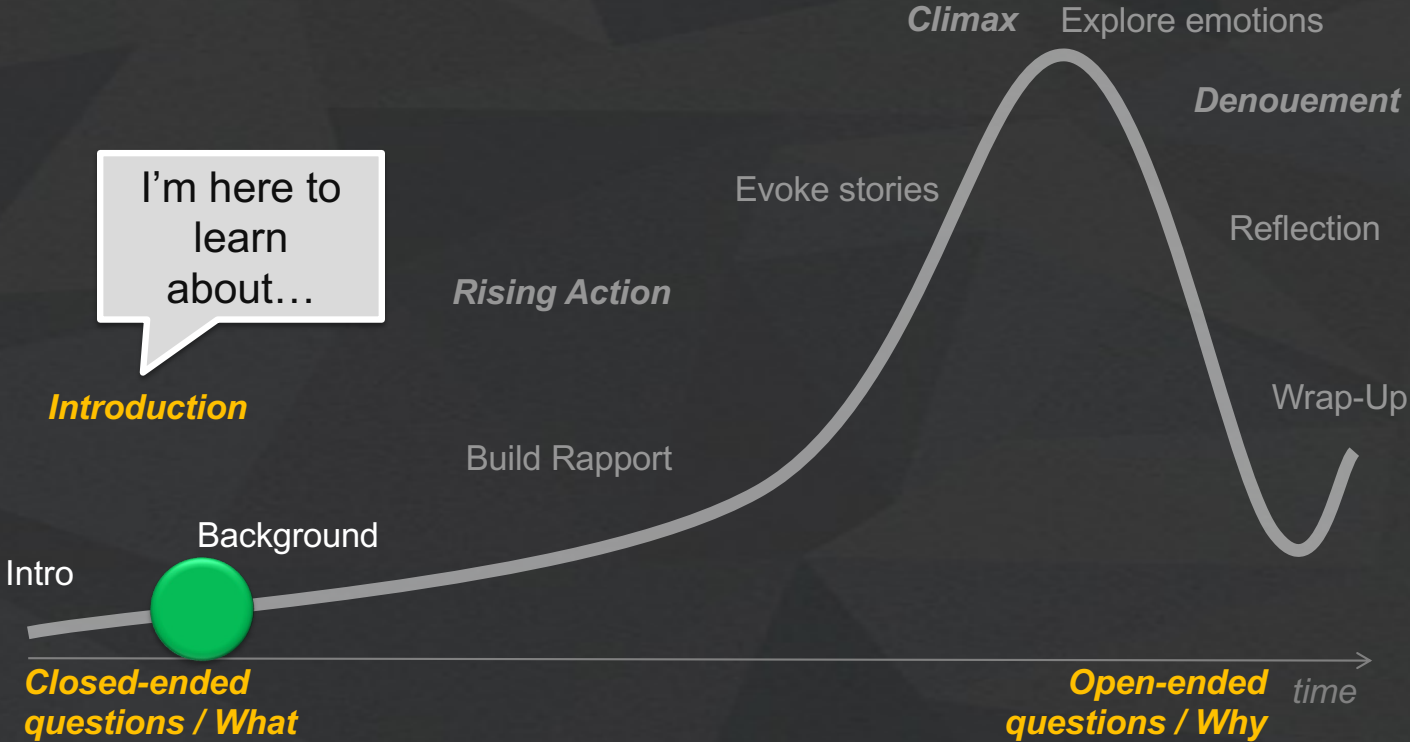 Climax Explore emotions
Denouement
I’m here to
learn
about…
Evoke stories
Reflection
Rising Action
Introduction
Wrap-Up
Build Rapport
Background
Intro
Closed-ended
questions / What
Open-ended
questions / Why
time